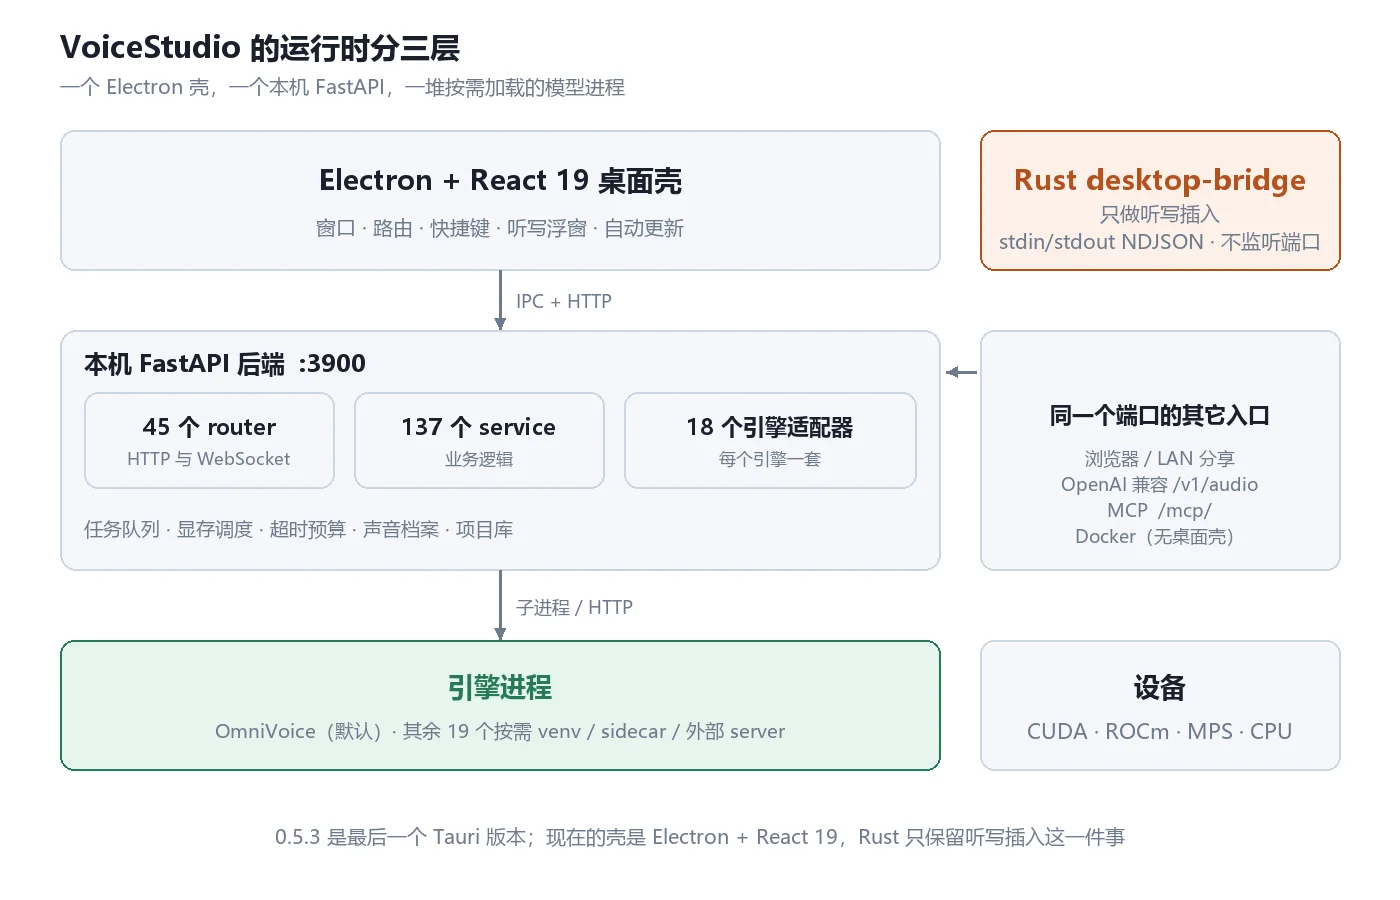 VoiceStudio 的运行时分三层
一个 Electron 壳，一个本机 FastAPI，一堆按需加载的模型进程
Electron + React 19 桌面壳
窗口 · 路由 · 快捷键 · 听写浮窗 · 自动更新
Rust desktop-bridge
只做听写插入
stdin/stdout NDJSON · 不监听端口
IPC + HTTP
本机 FastAPI 后端 :3900
45 个 router
HTTP 与 WebSocket
137 个 service
业务逻辑
18 个引擎适配器
每个引擎一套
任务队列 · 显存调度 · 超时预算 · 声音档案 · 项目库
同一个端口的其它入口
浏览器 / LAN 分享
OpenAI 兼容 /v1/audio
MCP /mcp/
Docker（无桌面壳）
子进程 / HTTP
引擎进程
OmniVoice（默认）· 其余 19 个按需 venv / sidecar / 外部 server
设备
CUDA · ROCm · MPS · CPU
0.5.3 是最后一个 Tauri 版本；现在的壳是 Electron + React 19，Rust 只保留听写插入这一件事